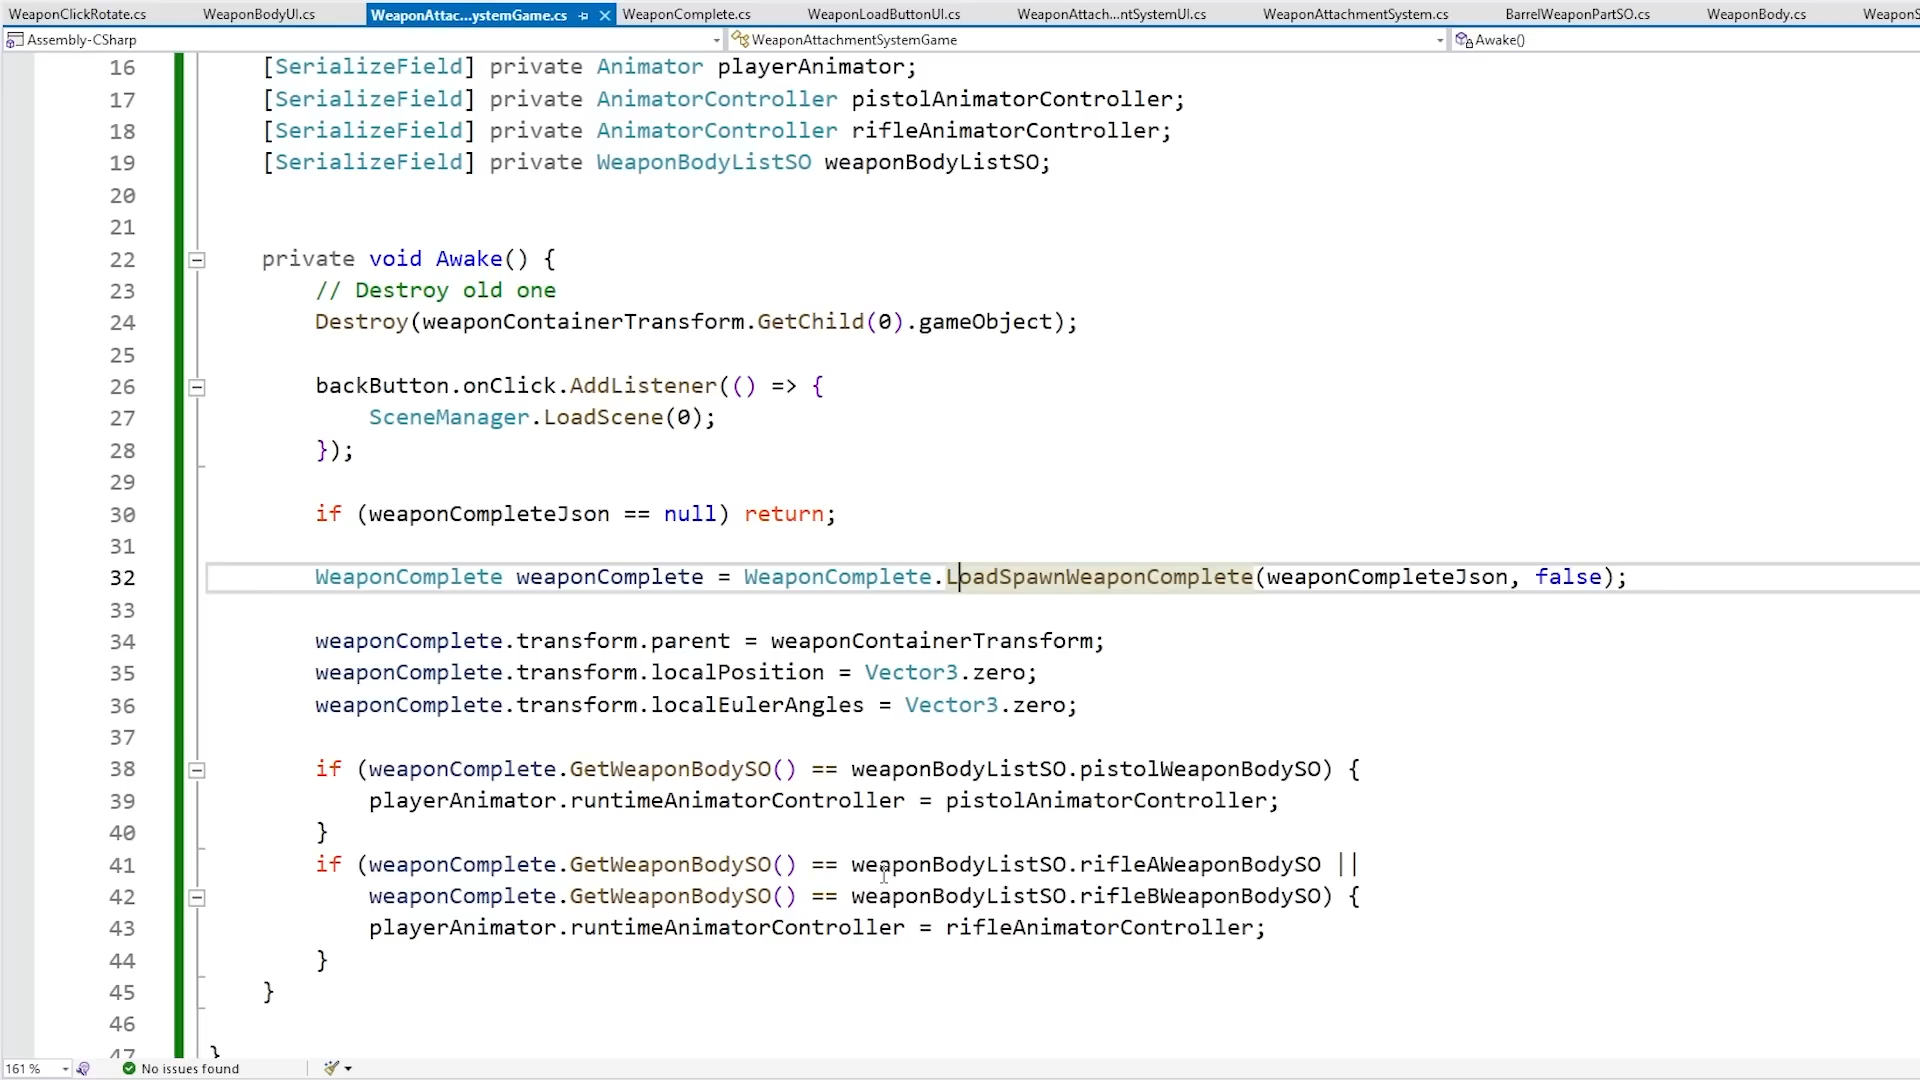 WeaponClickRotate.cs WeaponBodyUI.cs WeaponAttac...ystemGame.cs WeaponComplete.cs WeaponLoadButtonUI.cs WeaponAttach...ntSystemUI.cs WeaponAttachmentSystem.cs BarrelWeaponPartSO.cs WeaponBody.cs WeaponS
Assembly-CSharp WeaponAttachmentSystemGame Awake()
16 [SerializeField] private Animator playerAnimator;
17 [SerializeField] private AnimatorController pistolAnimatorController;
18 [SerializeField] private AnimatorController rifleAnimatorController;
19 [SerializeField] private WeaponBodyListSO weaponBodyListSO;
20
21
22 private void Awake() {
23 // Destroy old one
24 Destroy(weaponContainerTransform.GetChild(0).gameObject);
25
26 backButton.onClick.AddListener(() => {
27 SceneManager.LoadScene(0);
28 });
29
30 if (weaponCompleteJson == null) return;
31
32 WeaponComplete weaponComplete = WeaponComplete.LoadSpawnWeaponComplete(weaponCompleteJson, false);
33
34 weaponComplete.transform.parent = weaponContainerTransform;
35 weaponComplete.transform.localPosition = Vector3.zero;
36 weaponComplete.transform.localEulerAngles = Vector3.zero;
37
38 if (weaponComplete.GetWeaponBodySO() == weaponBodyListSO.pistolWeaponBodySO) {
39 playerAnimator.runtimeAnimatorController = pistolAnimatorController;
40 }
41 if (weaponComplete.GetWeaponBodySO() == weaponBodyListSO.rifleAWeaponBodySO ||
42 weaponComplete.GetWeaponBodySO() == weaponBodyListSO.rifleBWeaponBodySO) {
43 playerAnimator.runtimeAnimatorController = rifleAnimatorController;
44 }
45 }
46
47 }
161 % No issues found